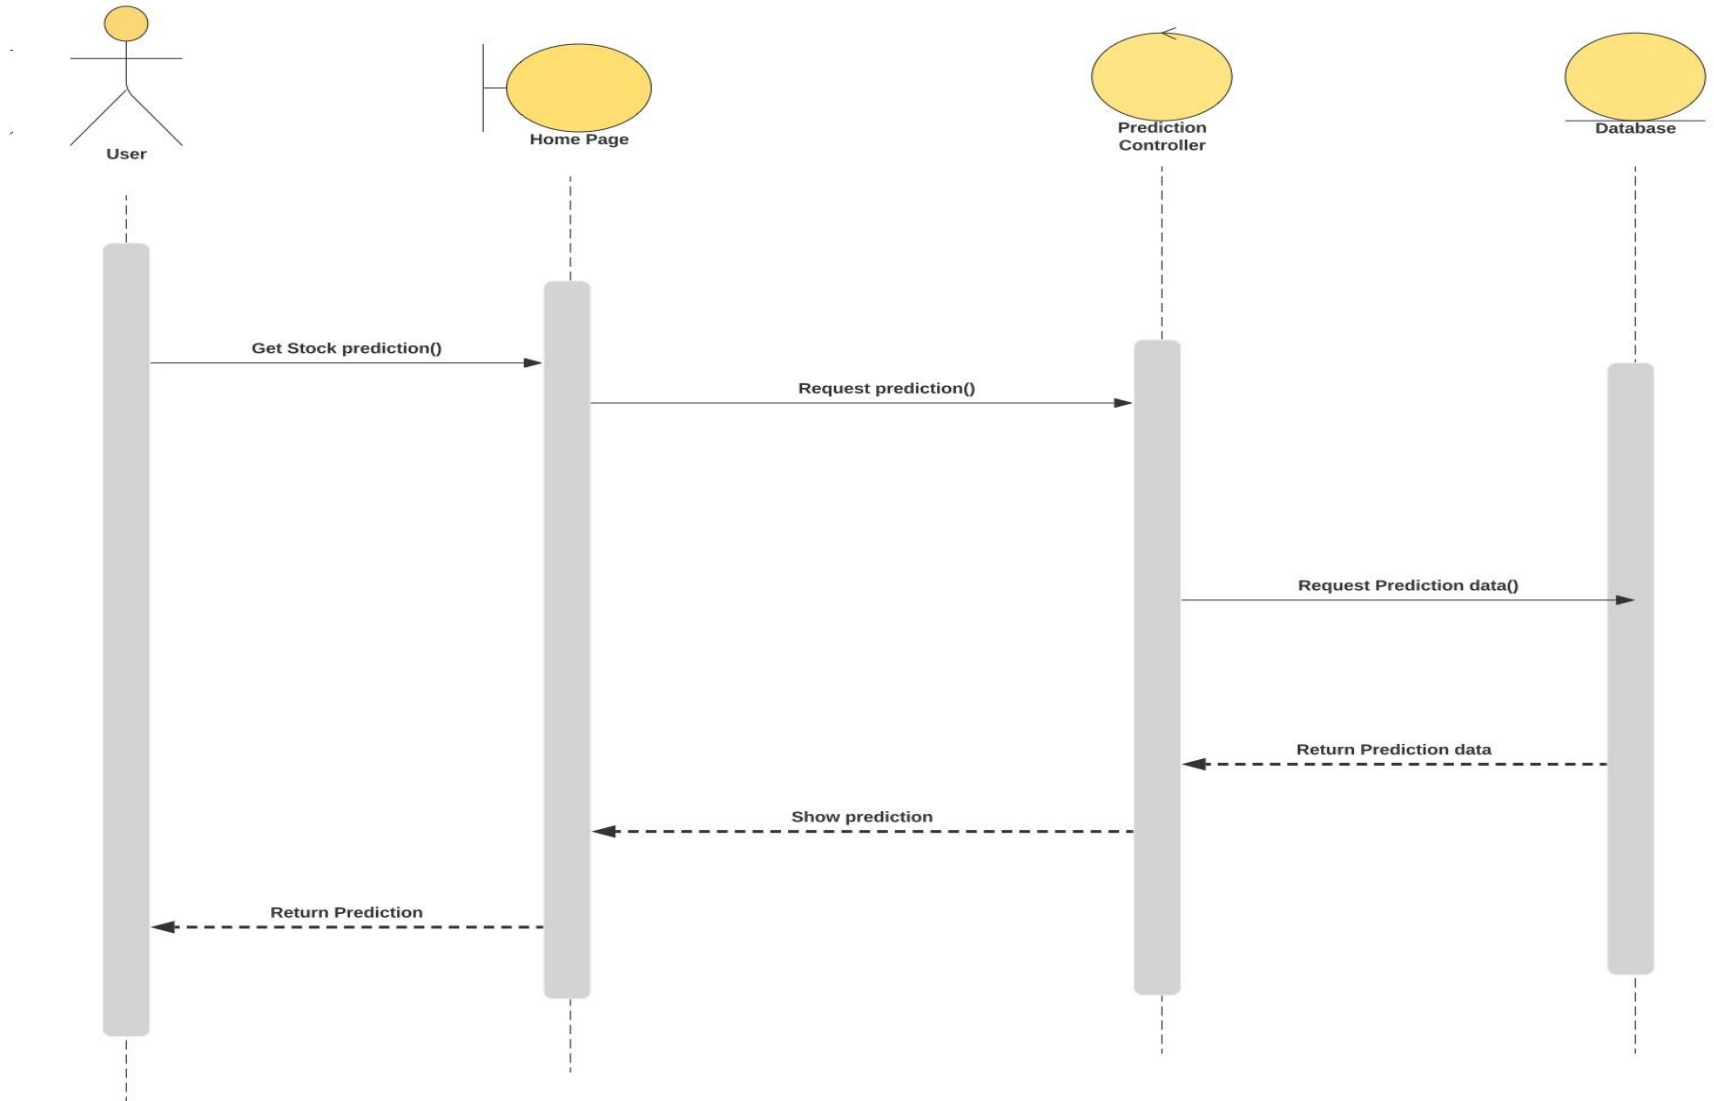 User
Home Page
Prediction
Controller
Database
Get Stock prediction()
Request prediction()
Request Prediction data()
Return Prediction data
Show prediction
Return Prediction